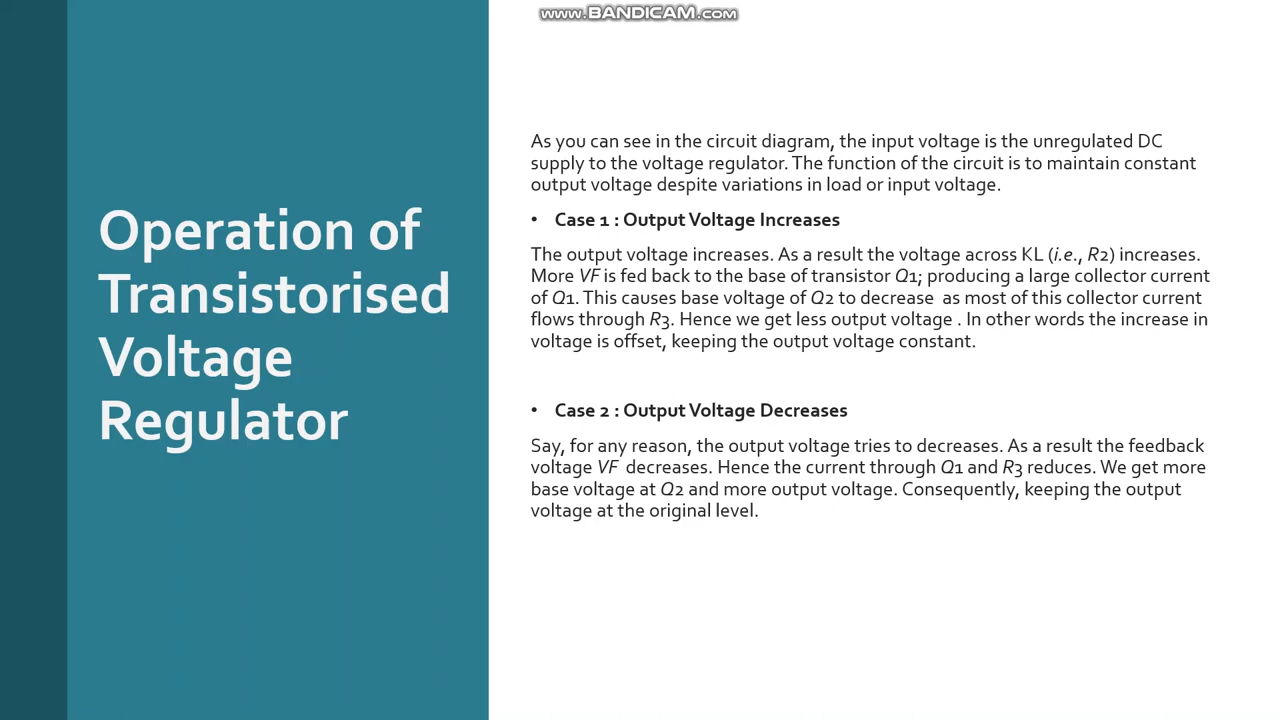 www.BANDICAM.com
Operation of
Transistorised
Voltage
Regulator
As you can see in the circuit diagram, the input voltage is the unregulated DC
supply to the voltage regulator. The function of the circuit is to maintain constant
output voltage despite variations in load or input voltage.
• Case 1 : Output Voltage Increases
The output voltage increases. As a result the voltage across KL (i.e., R2) increases.
More VF is fed back to the base of transistor Q1; producing a large collector current
of Q1. This causes base voltage of Q2 to decrease as most of this collector current
flows through R3. Hence we get less output voltage . In other words the increase in
voltage is offset, keeping the output voltage constant.
• Case 2 : Output Voltage Decreases
Say, for any reason, the output voltage tries to decreases. As a result the feedback
voltage VF decreases. Hence the current through Q1 and R3 reduces. We get more
base voltage at Q2 and more output voltage. Consequently, keeping the output
voltage at the original level.